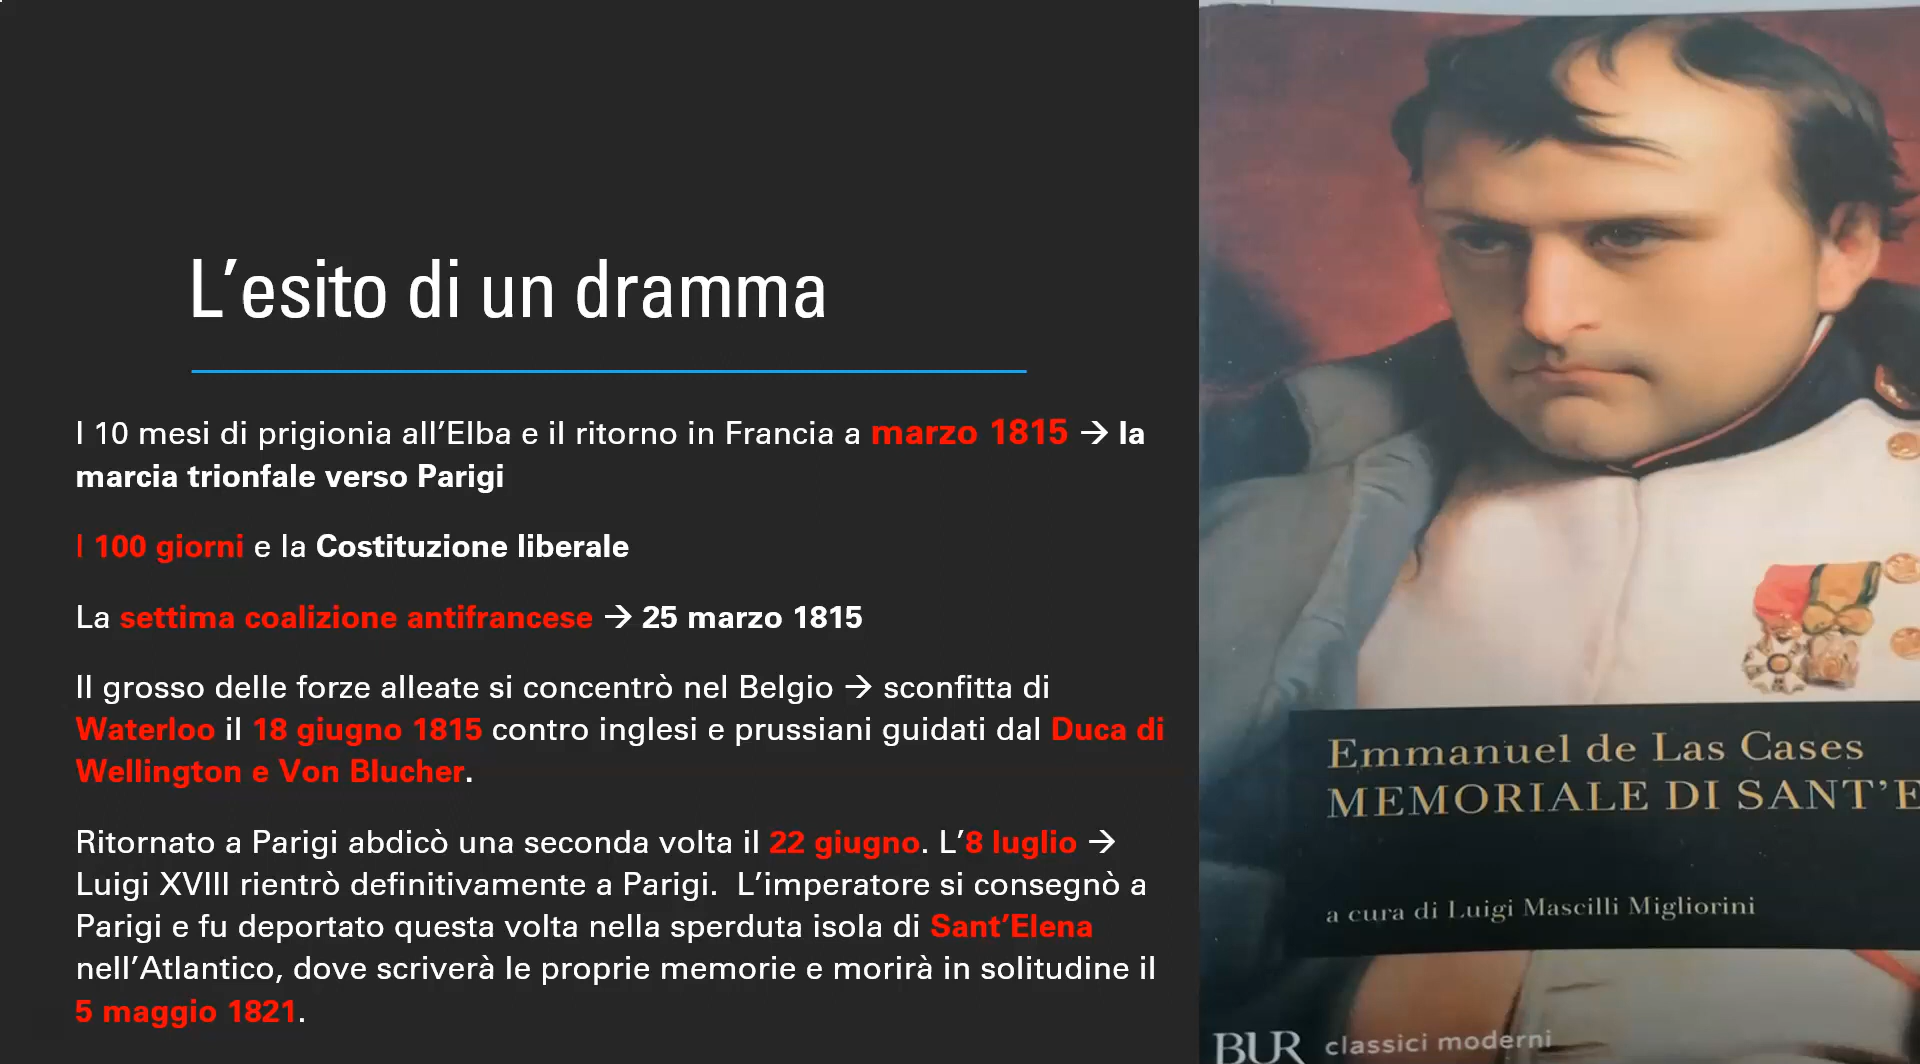 L’esito di un dramma
I 10 mesi di prigionia all’Elba e il ritorno in Francia a marzo 1815 → la
marcia trionfale verso Parigi
I 100 giorni e la Costituzione liberale
La settima coalizione antifrancese → 25 marzo 1815
Il grosso delle forze alleate si concentrò nel Belgio → sconfitta di
Waterloo il 18 giugno 1815 contro inglesi e prussiani guidati dal Duca di
Wellington e Von Blucher.
Ritornato a Parigi abdicò una seconda volta il 22 giugno. L’8 luglio →
Luigi XVIII rientrò definitivamente a Parigi.  L’imperatore si consegnò a
Parigi e fu deportato questa volta nella sperduta isola di Sant’Elena
nell’Atlantico, dove scriverà le proprie memorie e morirà in solitudine il
5 maggio 1821.
Emmanuel de Las Cases
MEMORIALE DI SANT’E
a cura di Luigi Mascilli Migliorini
BUR classici moderni